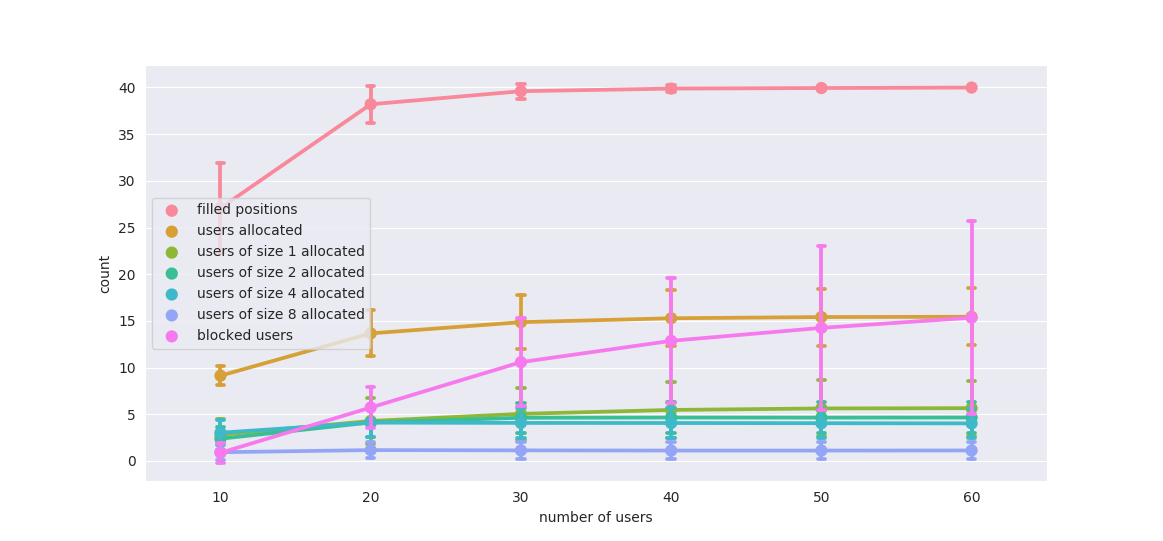 40
35
30
25
20
15
10
5
0
count
filled positions
users allocated
users of size 1 allocated
users of size 2 allocated
users of size 4 allocated
users of size 8 allocated
blocked users
10 20 30 40 50 60
number of users